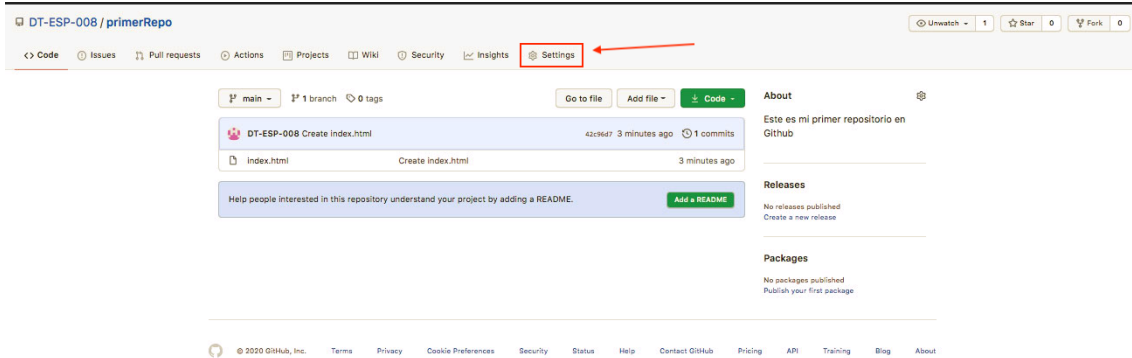 DT-ESP-008 / primerRepo
Unwatch 1 Star 0 Fork 0
<> Code Issues Pull requests Actions Projects Wiki Security Insights Settings
main 1 branch 0 tags Go to file Add file Code
DT-ESP-008 Create index.html 42c96d7 3 minutes ago 1 commits
index.html Create index.html 3 minutes ago
Help people interested in this repository understand your project by adding a README. Add a README
About
Este es mi primer repositorio en
Github
Releases
No releases published
Create a new release
Packages
No packages published
Publish your first package
© 2020 GitHub, Inc. Terms Privacy Cookie Preferences Security Status Help Contact GitHub Pricing API Training Blog About